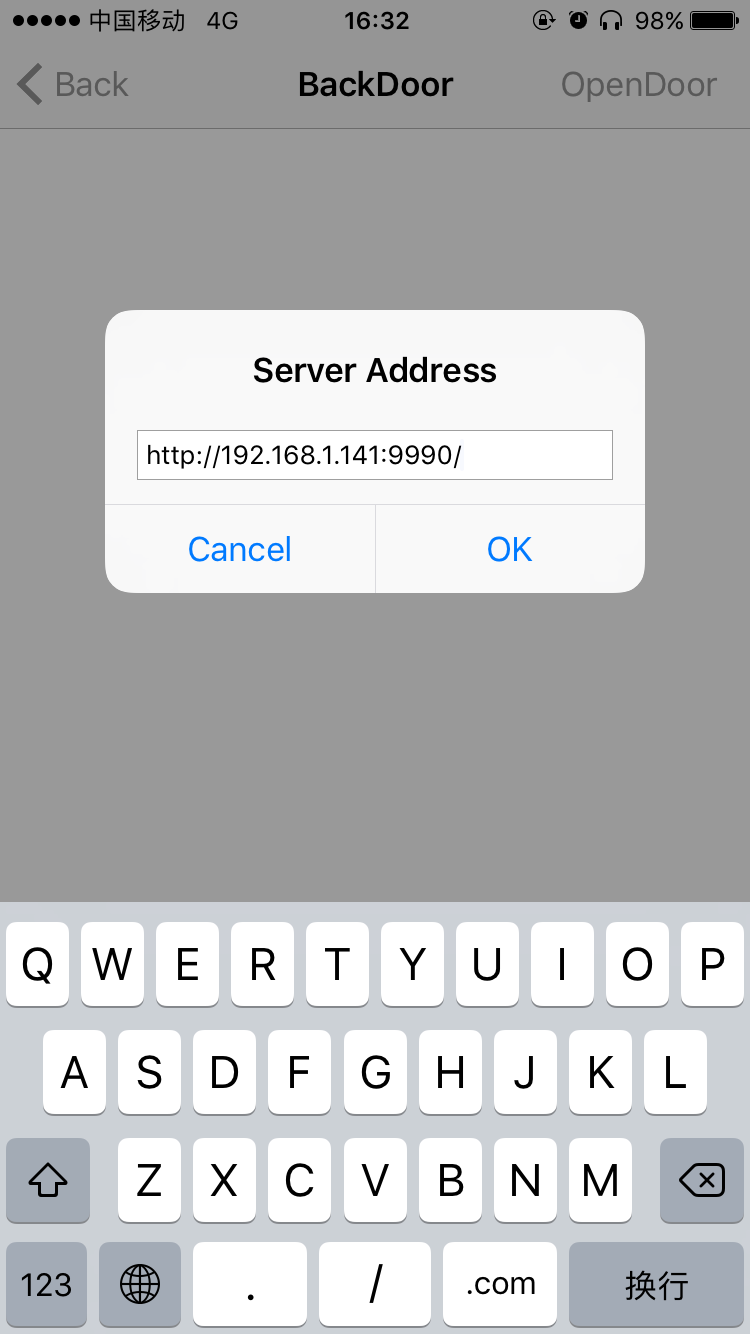 中国移动 4G 16:32 98%
Back BackDoor OpenDoor
Server Address
http://192.168.1.141:9990/
Cancel OK
Q W E R T Y U I O P
A S D F G H J K L
Z X C V B N M
123 . / .com 换行